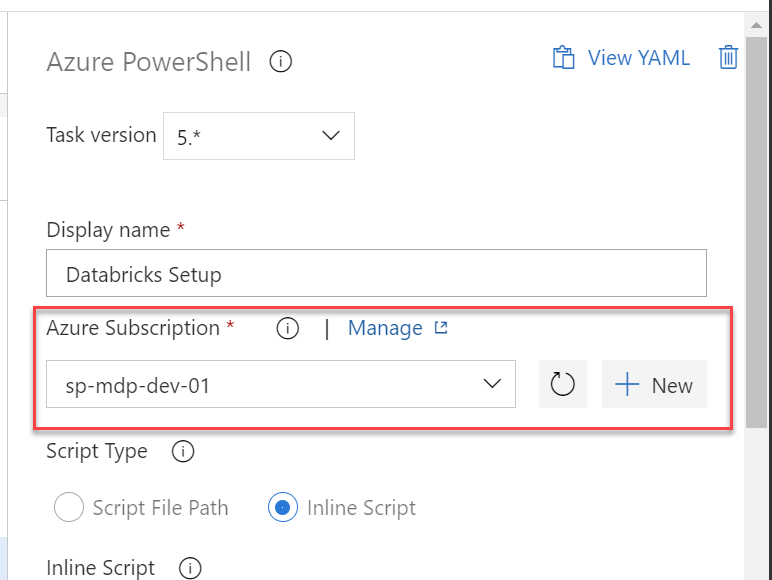 Azure PowerShell
View YAML
Task version 5.*
Display name *
Databricks Setup
Azure Subscription * | Manage
sp-mdp-dev-01
New
Script Type
Script File Path Inline Script
Inline Script